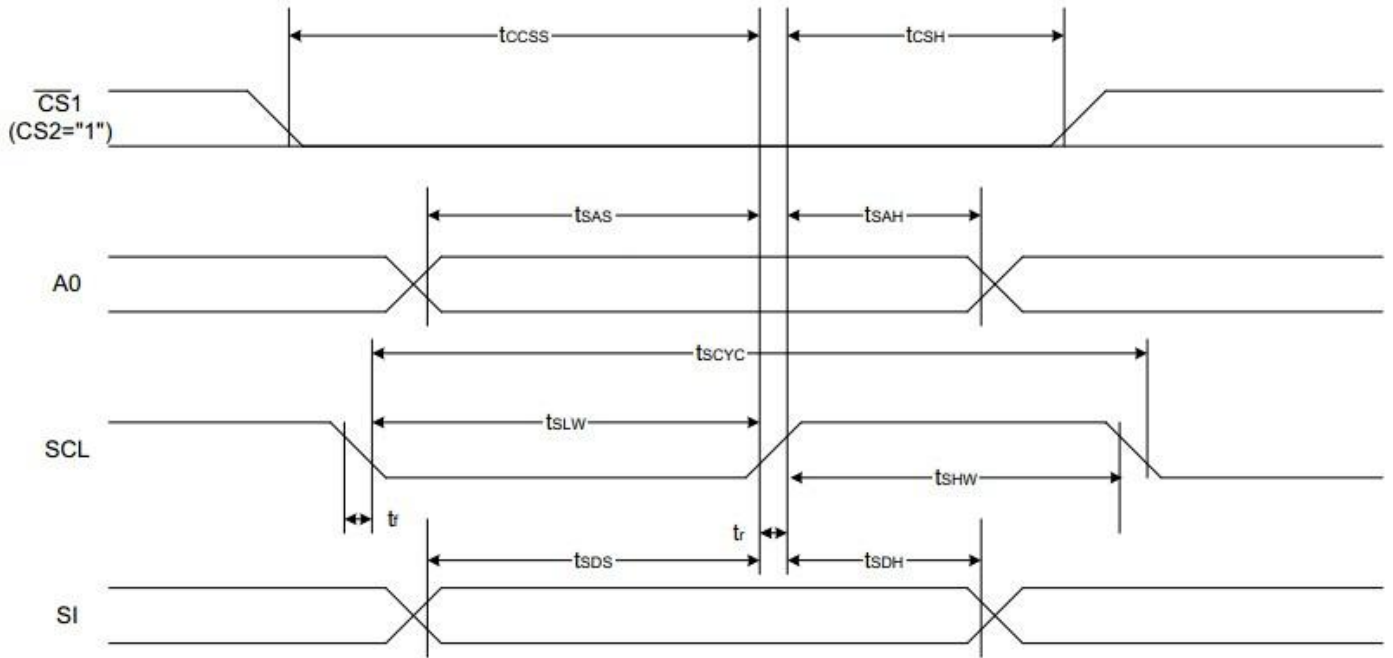 tCCSS
tCSH
CS1
(CS2="1")
tSAS
tSAH
A0
tSCYC
tSLW
SCL
tSHW
tf
tr
tSDS
tSDH
SI